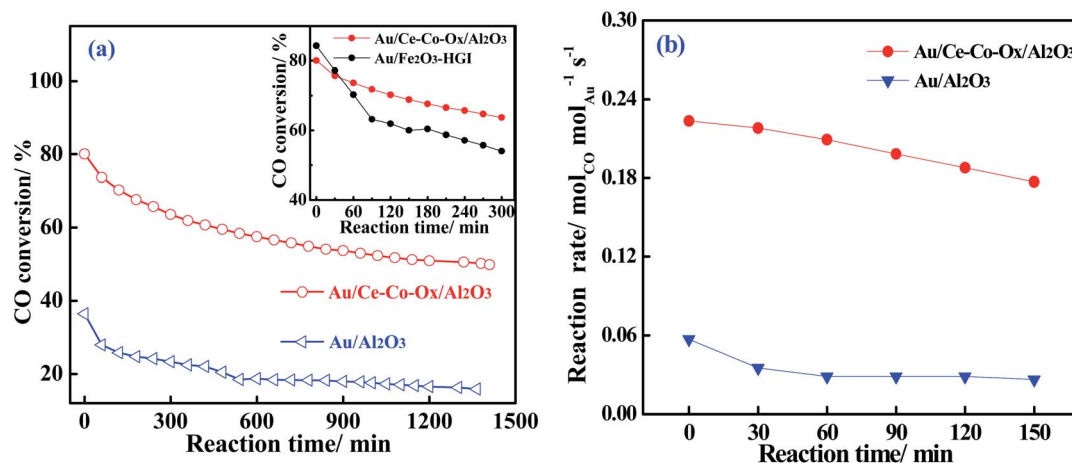 (a)
CO conversion/ %
100
80
60
40
20
0
300
600
900
1200
1500
Reaction time/ min
Au/Ce-Co-Ox/Al2O3
Au/Al2O3
CO conversion/ %
80
60
40
0
60
120
180
240
300
Reaction time/ min
Au/Ce-Co-Ox/Al2O3
Au/Fe2O3-HGI
(b)
Reaction rate/ molCO molAu⁻¹ s⁻¹
0.30
0.24
0.18
0.12
0.06
0.00
0
30
60
90
120
150
Reaction time/ min
Au/Ce-Co-Ox/Al2O3
Au/Al2O3